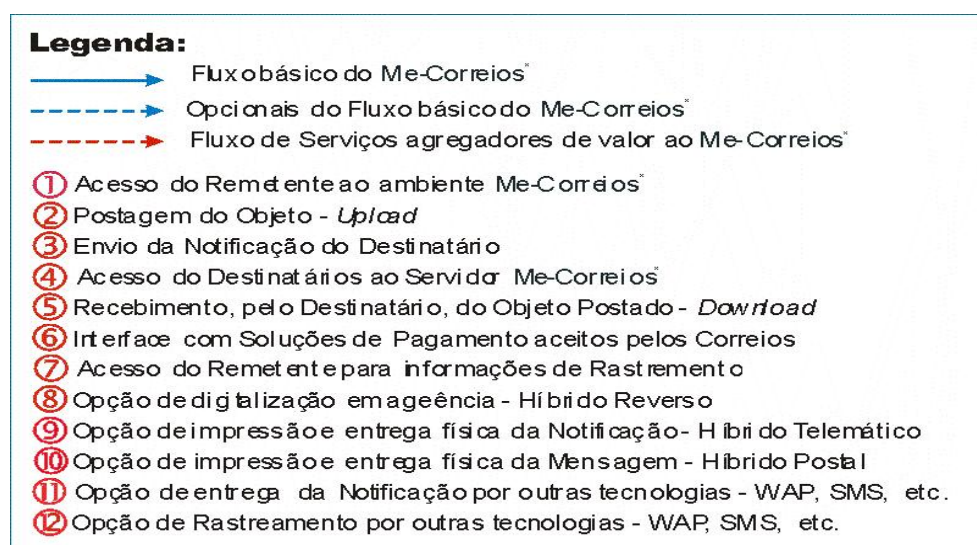 Legenda:
Fluxo básico do Me-Correios*
Opcionais do Fluxo básico do Me-Correios*
Fluxo de Serviços agregadores de valor ao Me-Correios*
① Acesso do Remetente ao ambiente Me-Correios*
② Postagem do Objeto - Upload
③ Envio da Notificação do Destinatário
④ Acesso do Destinatários ao Servidor Me-Correios*
⑤ Recebimento, pelo Destinatário, do Objeto Postado - Download
⑥ Interface com Soluções de Pagamento aceitos pelos Correios
⑦ Acesso do Remetente para informações de Rastremento
⑧ Opção de digitalização em ageência - Híbrido Reverso
⑨ Opção de impressão e entrega física da Notificação - Híbrido Telemático
⑩ Opção de impressão e entrega física da Mensagem - Híbrido Postal
⑪ Opção de entrega da Notificação por outras tecnologias - WAP, SMS, etc.
⑫ Opção de Rastreamento por outras tecnologias - WAP, SMS, etc.